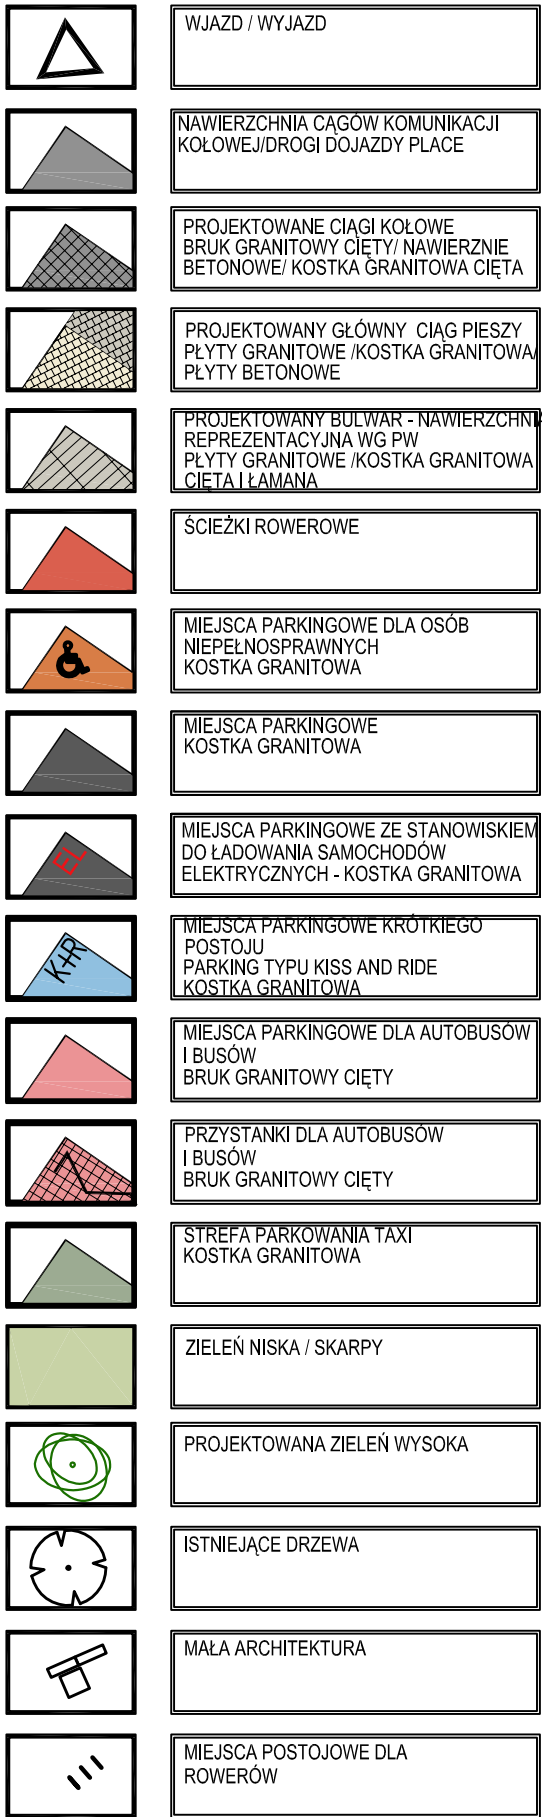 WJAZD / WYJAZD
NAWIERZCHNIA CĄGÓW KOMUNIKACJI
KOŁOWEJ/DROGI DOJAZDY PLACE
PROJEKTOWANE CIĄGI KOŁOWE
BRUK GRANITOWY CIĘTY/ NAWIERZNIE
BETONOWE/ KOSTKA GRANITOWA CIĘTA
PROJEKTOWANY GŁÓWNY CIĄG PIESZY
PŁYTY GRANITOWE /KOSTKA GRANITOWA/
PŁYTY BETONOWE
PROJEKTOWANY BULWAR - NAWIERZCHNIA
REPREZENTACYJNA WG PW
PŁYTY GRANITOWE /KOSTKA GRANITOWA
CIĘTA I ŁAMANA
ŚCIEŻKI ROWEROWE
MIEJSCA PARKINGOWE DLA OSÓB
NIEPEŁNOSPRAWNYCH
KOSTKA GRANITOWA
MIEJSCA PARKINGOWE
KOSTKA GRANITOWA
EL
MIEJSCA PARKINGOWE ZE STANOWISKIEM
DO ŁADOWANIA SAMOCHODÓW
ELEKTRYCZNYCH - KOSTKA GRANITOWA
K+R
MIEJSCA PARKINGOWE KRÓTKIEGO
POSTOJU
PARKING TYPU KISS AND RIDE
KOSTKA GRANITOWA
MIEJSCA PARKINGOWE DLA AUTOBUSÓW
I BUSÓW
BRUK GRANITOWY CIĘTY
PRZYSTANKI DLA AUTOBUSÓW
I BUSÓW
BRUK GRANITOWY CIĘTY
STREFA PARKOWANIA TAXI
KOSTKA GRANITOWA
ZIELEŃ NISKA / SKARPY
PROJEKTOWANA ZIELEŃ WYSOKA
ISTNIEJĄCE DRZEWA
MAŁA ARCHITEKTURA
MIEJSCA POSTOJOWE DLA
ROWERÓW